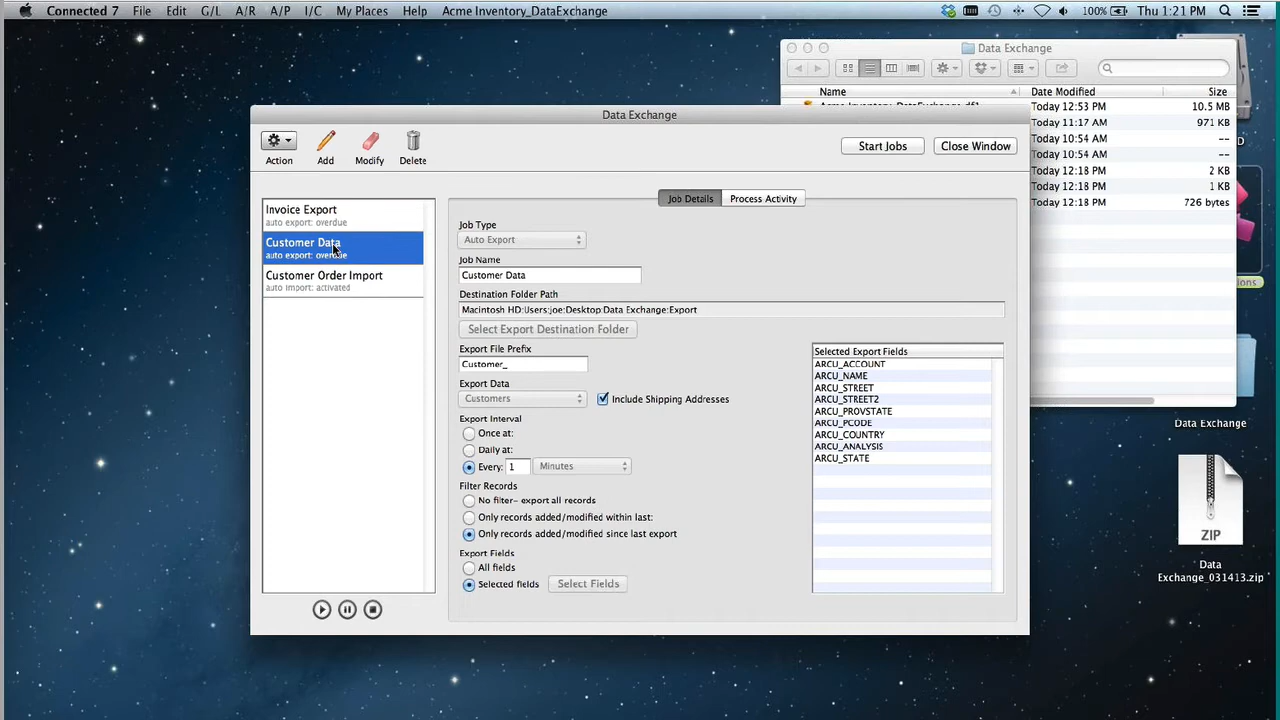 Connected 7 File Edit G/L A/R A/P I/C My Places Help Acme Inventory_DataExchange 100% Thu 1:21 PM
Data Exchange
Name Date Modified Size
Acme Inventory_DataExchange.df1 Today 12:53 PM 10.5 MB
Today 11:17 AM 971 KB
Today 10:54 AM --
Today 10:54 AM --
Today 12:18 PM 2 KB
Today 12:18 PM 1 KB
Today 12:18 PM 726 bytes
Data Exchange
Action Add Modify Delete
Start Jobs Close Window
Invoice Export
auto export: overdue
Customer Data
auto export: overdue
Customer Order Import
auto import: activated
Job Details Process Activity
Job Type
Auto Export
Job Name
Customer Data
Destination Folder Path
Macintosh HD:Users:joe:Desktop:Data Exchange:Export
Select Export Destination Folder
Export File Prefix
Customer_
Export Data
Customers Include Shipping Addresses
Export Interval
Once at:
Daily at:
Every: 1 Minutes
Filter Records
No filter- export all records
Only records added/modified within last:
Only records added/modified since last export
Export Fields
All fields
Selected fields Select Fields
Selected Export Fields
ARCU_ACCOUNT
ARCU_NAME
ARCU_STREET
ARCU_STREET2
ARCU_PROVSTATE
ARCU_PCODE
ARCU_COUNTRY
ARCU_ANALYSIS
ARCU_STATE
D
ions
Data Exchange
ZIP
Data
Exchange_031413.zip